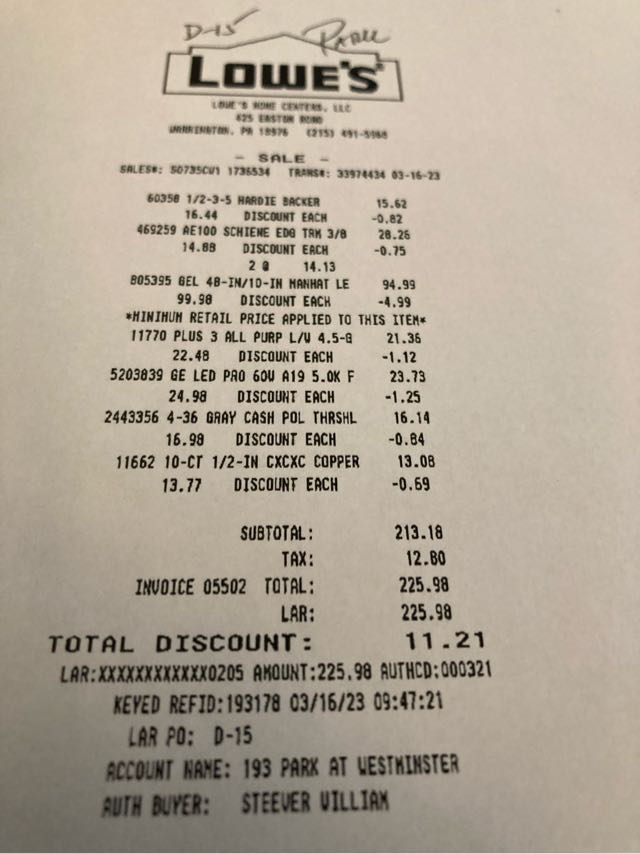 D-15 PARK
LOWE'S
LOWE'S HOME CENTERS, LLC
425 EASTON ROAD
WARRINGTON, PA 18976 (215) 491-5960
- SALE -
SALES#: S0735CU1 1736534 TRANS#: 33974434 03-16-23
60358 1/2-3-5 HARDIE BACKER 15.62
16.44 DISCOUNT EACH -0.82
469259 AE100 SCHIENE EDG TRM 3/8 28.26
14.88 DISCOUNT EACH -0.75
2 @ 14.13
805395 GEL 48-IN/10-IN MANHAT LE 94.99
99.98 DISCOUNT EACH -4.99
*MINIMUM RETAIL PRICE APPLIED TO THIS ITEM*
11770 PLUS 3 ALL PURP L/W 4.5-G 21.36
22.48 DISCOUNT EACH -1.12
5203839 GE LED PRO 60W A19 5.0K F 23.73
24.98 DISCOUNT EACH -1.25
2443356 4-36 GRAY CASH POL THRSHL 16.14
16.98 DISCOUNT EACH -0.84
11662 10-CT 1/2-IN CXCXC COPPER 13.08
13.77 DISCOUNT EACH -0.69
SUBTOTAL: 213.18
TAX: 12.80
INVOICE 05502 TOTAL: 225.98
LAR: 225.98
TOTAL DISCOUNT: 11.21
LAR:XXXXXXXXXXXX0205 AMOUNT:225.98 AUTHCD:000321
KEYED REFID:193178 03/16/23 09:47:21
LAR PO: D-15
ACCOUNT NAME: 193 PARK AT WESTMINSTER
AUTH BUYER: STEEVER WILLIAM